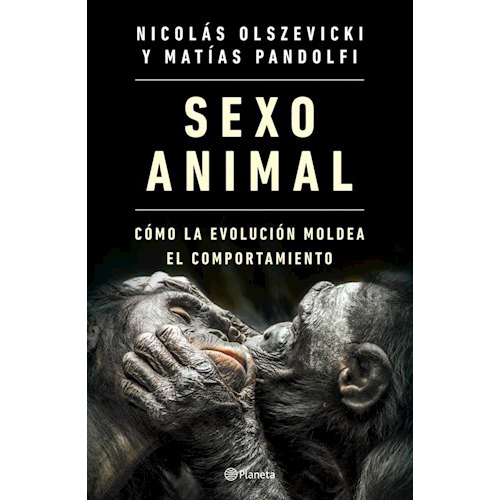 NICOLÁS OLSZEVICKI
Y MATÍAS PANDOLFI
SEXO
ANIMAL
CÓMO LA EVOLUCIÓN MOLDEA
EL COMPORTAMIENTO
Planeta